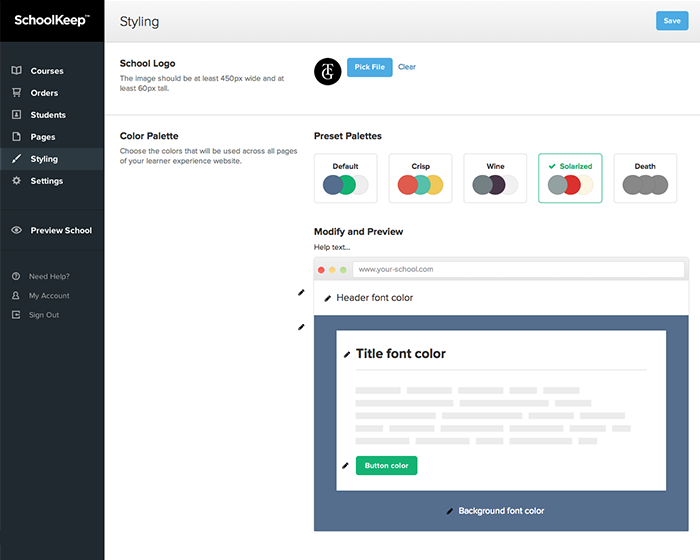 SchoolKeep™
Styling
Save
Courses
Orders
Students
Pages
Styling
Settings
Preview School
Need Help?
My Account
Sign Out
School Logo
The image should be at least 450px wide and at
least 60px tall.
TG
Pick File
Clear
Color Palette
Choose the colors that will be used across all pages
of your learner experience website.
Preset Palettes
Default
Crisp
Wine
Solarized
Death
Modify and Preview
Help text...
www.your-school.com
Header font color
Title font color
Button color
Background font color